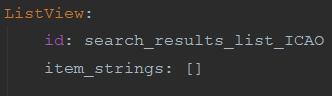 ListView:
    id: search_results_list_ICAO
    item_strings: []